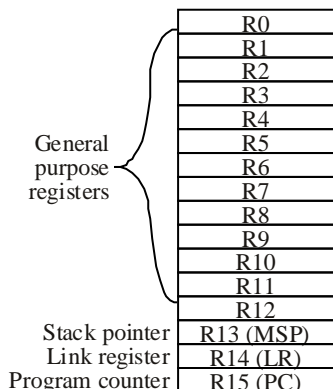 R0
R1
R2
R3
R4
General
R5
purpose
R6
registers
R7
R8
R9
R10
R11
R12
Stack pointer R13 (MSP)
Link register R14 (LR)
Program counter R15 (PC)